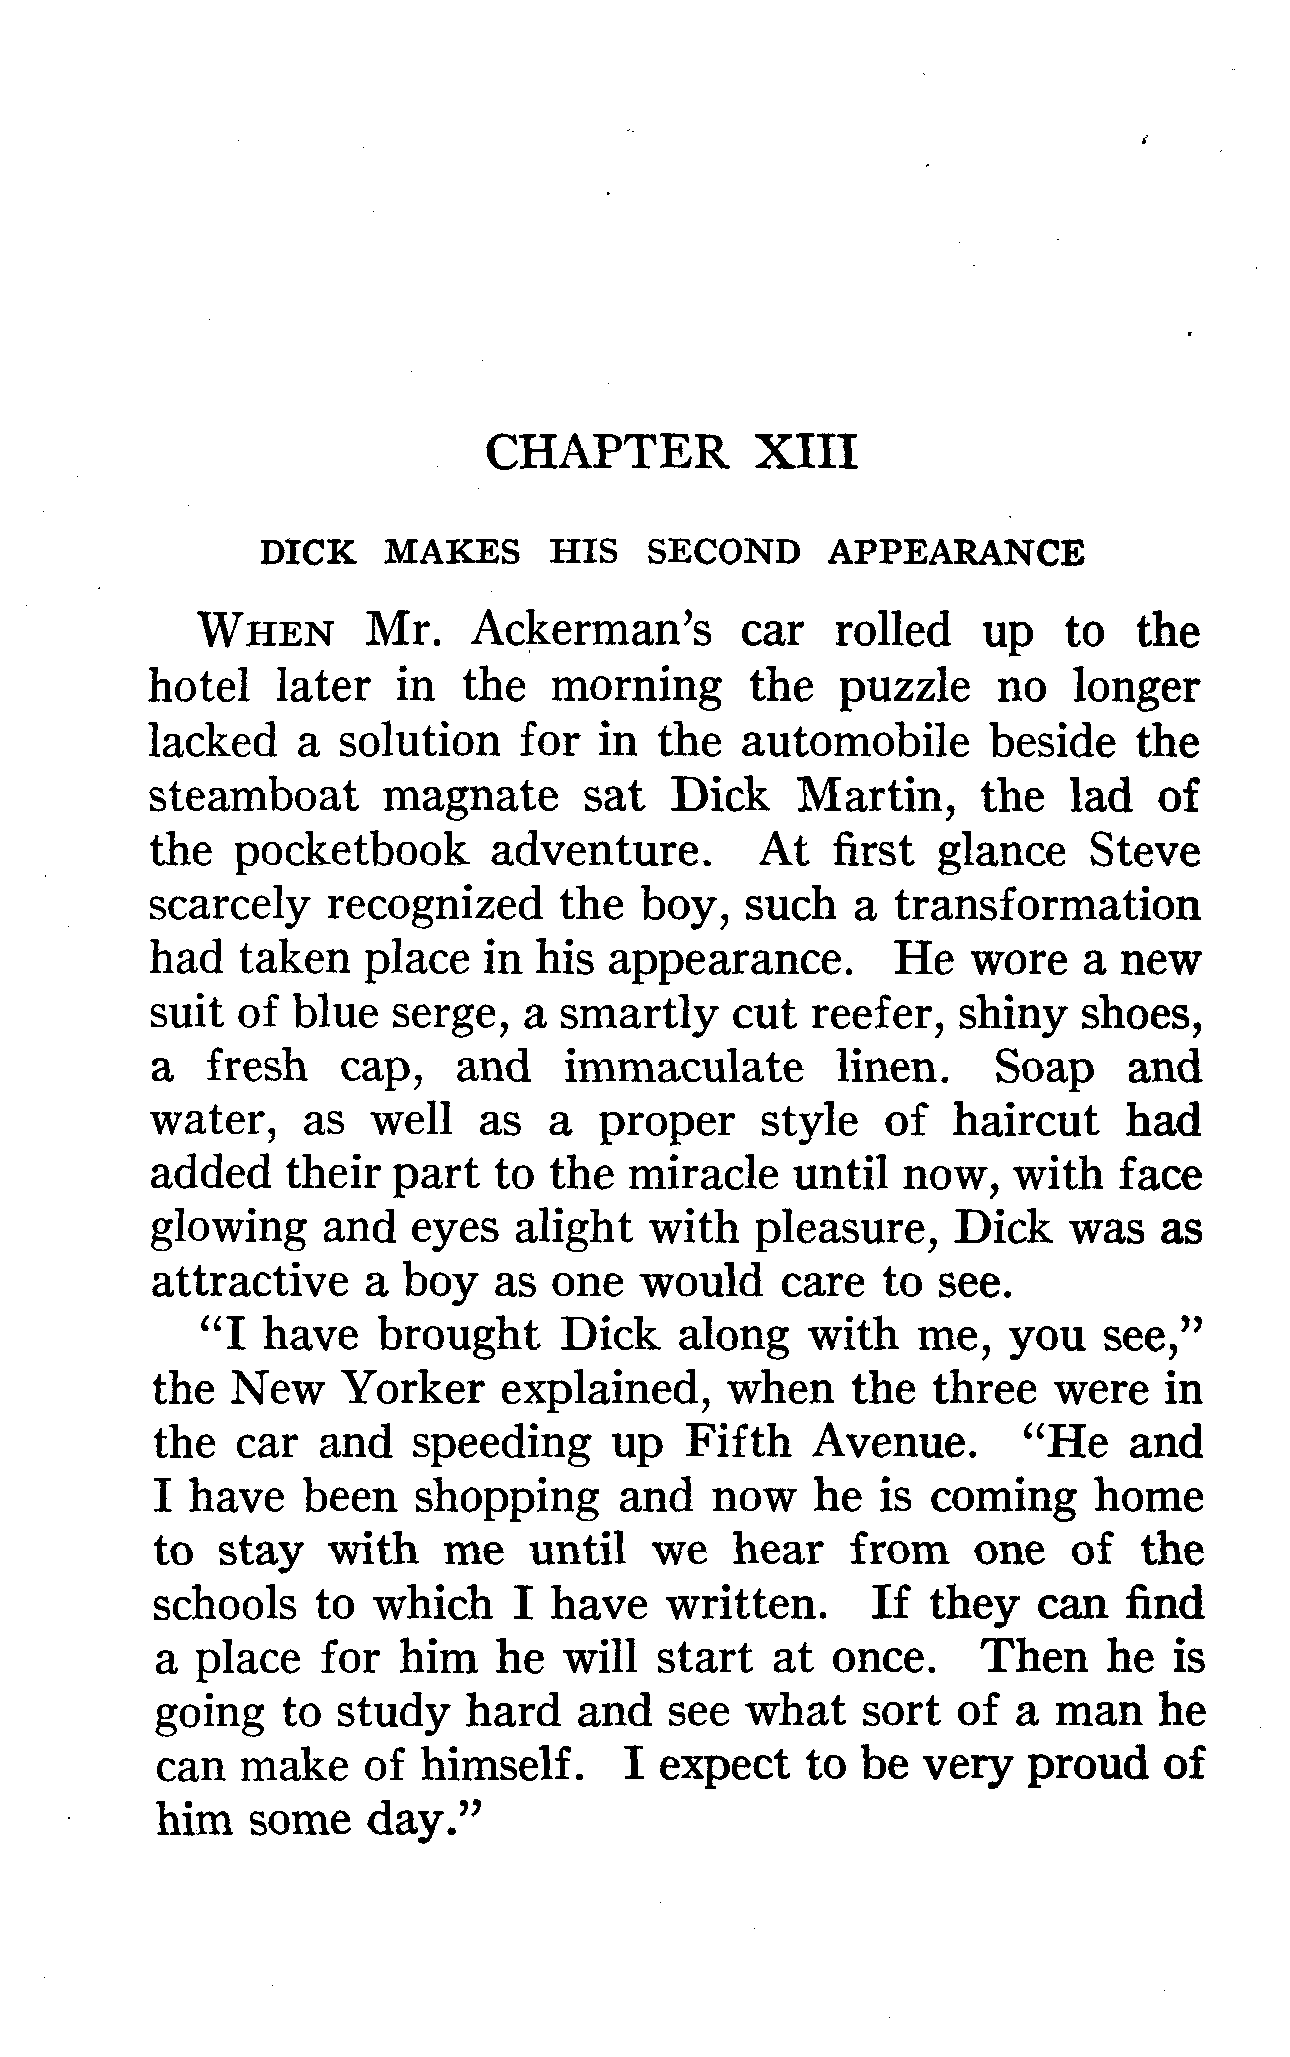 CHAPTER XIII
DICK MAKES HIS SECOND APPEARANCE
WHEN Mr. Ackerman's car rolled up to the
hotel later in the morning the puzzle no longer
lacked a solution for in the automobile beside the
steamboat magnate sat Dick Martin, the lad of
the pocketbook adventure. At first glance Steve
scarcely recognized the boy, such a transformation
had taken place in his appearance. He wore a new
suit of blue serge, a smartly cut reefer, shiny shoes,
a fresh cap, and immaculate linen. Soap and
water, as well as a proper style of haircut had
added their part to the miracle until now, with face
glowing and eyes alight with pleasure, Dick was as
attractive a boy as one would care to see.
“I have brought Dick along with me, you see,”
the New Yorker explained, when the three were in
the car and speeding up Fifth Avenue. “He and
I have been shopping and now he is coming home
to stay with me until we hear from one of the
schools to which I have written. If they can find
a place for him he will start at once. Then he is
going to study hard and see what sort of a man he
can make of himself. I expect to be very proud of
him some day.”